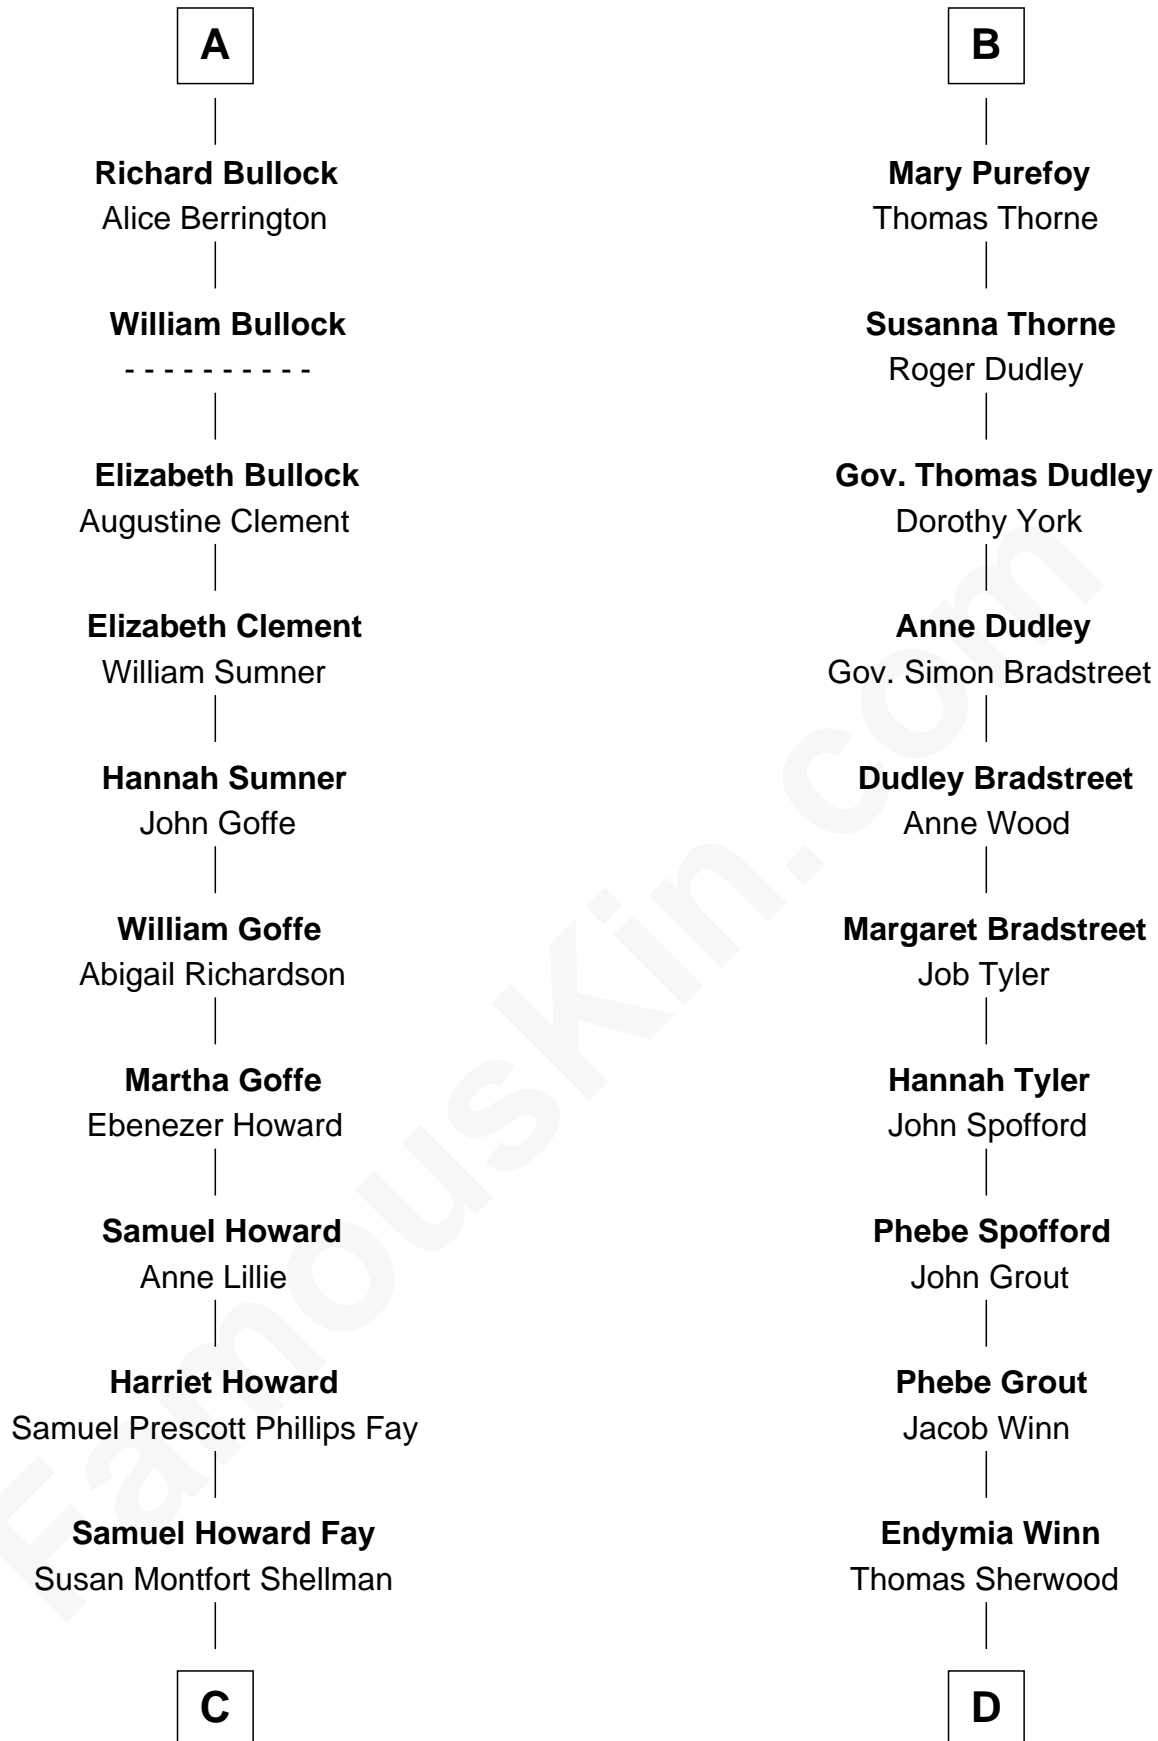 A
Richard Bullock
Alice Berrington
William Bullock
- - - - - - - - - -
Elizabeth Bullock
Augustine Clement
Elizabeth Clement
William Sumner
Hannah Sumner
John Goffe
William Goffe
Abigail Richardson
Martha Goffe
Ebenezer Howard
Samuel Howard
Anne Lillie
Harriet Howard
Samuel Prescott Phillips Fay
Samuel Howard Fay
Susan Montfort Shellman
C
B
Mary Purefoy
Thomas Thorne
Susanna Thorne
Roger Dudley
Gov. Thomas Dudley
Dorothy York
Anne Dudley
Gov. Simon Bradstreet
Dudley Bradstreet
Anne Wood
Margaret Bradstreet
Job Tyler
Hannah Tyler
John Spofford
Phebe Spofford
John Grout
Phebe Grout
Jacob Winn
Endymia Winn
Thomas Sherwood
D
FamousKin.com